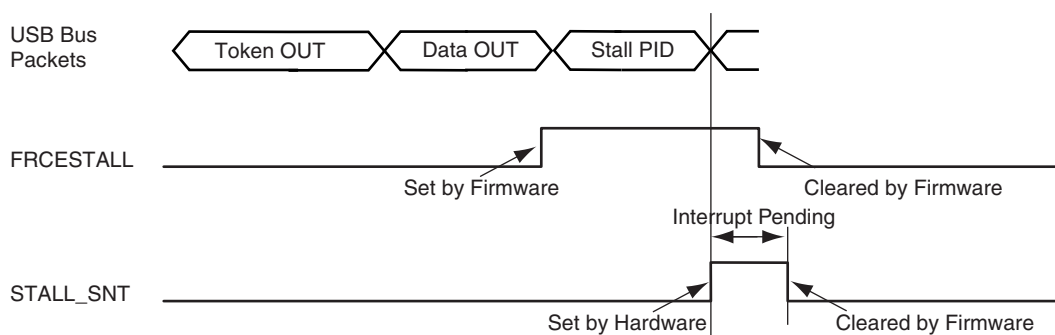 USB Bus
Packets
Token OUT
Data OUT
Stall PID
FRCESTALL
Set by Firmware
Cleared by Firmware
Interrupt Pending
STALL_SNT
Set by Hardware
Cleared by Firmware